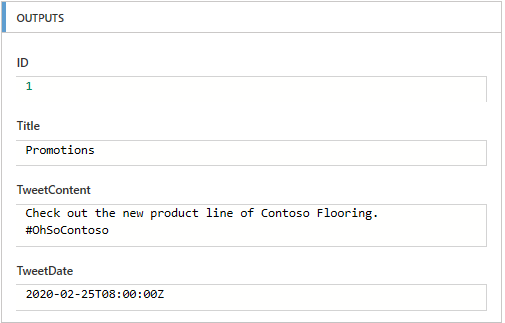 OUTPUTS
ID
1
Title
Promotions
TweetContent
Check out the new product line of Contoso Flooring.
#OhSoContoso
TweetDate
2020-02-25T08:00:00Z